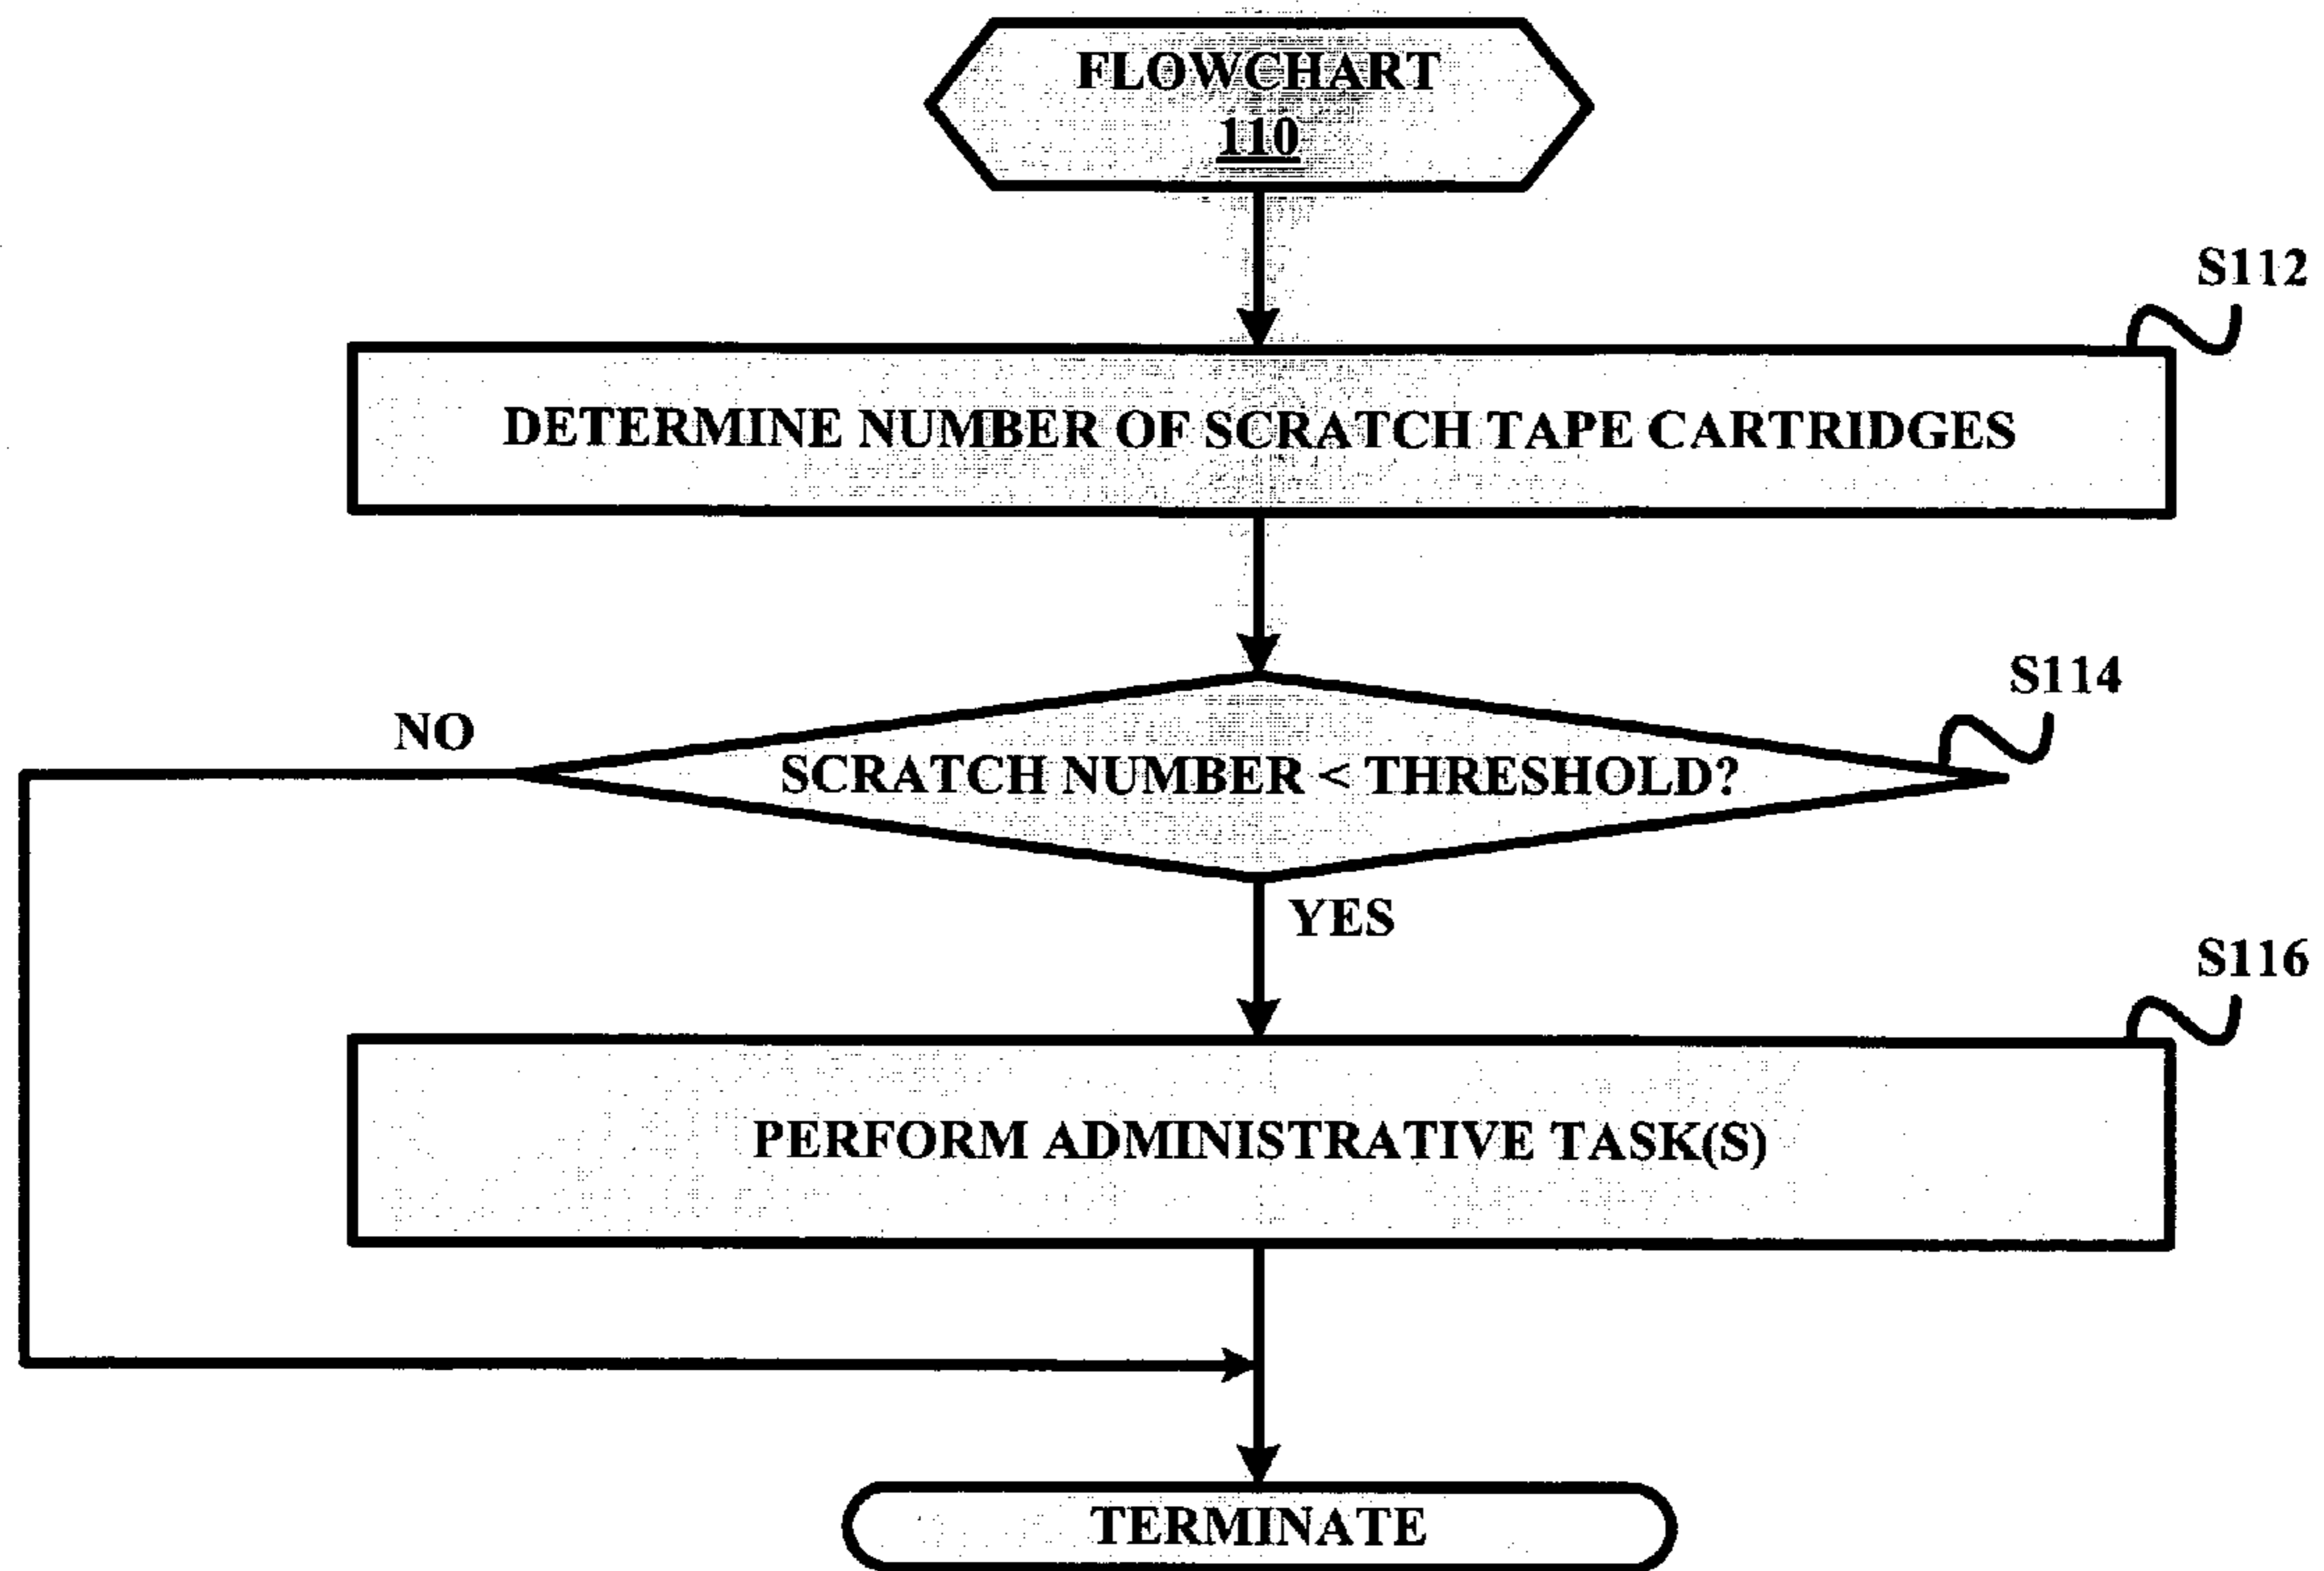 FLOWCHART
110
S112
DETERMINE NUMBER OF SCRATCH TAPE CARTRIDGES
S114
NO
SCRATCH NUMBER < THRESHOLD?
YES
S116
PERFORM ADMINISTRATIVE TASK(S)
TERMINATE